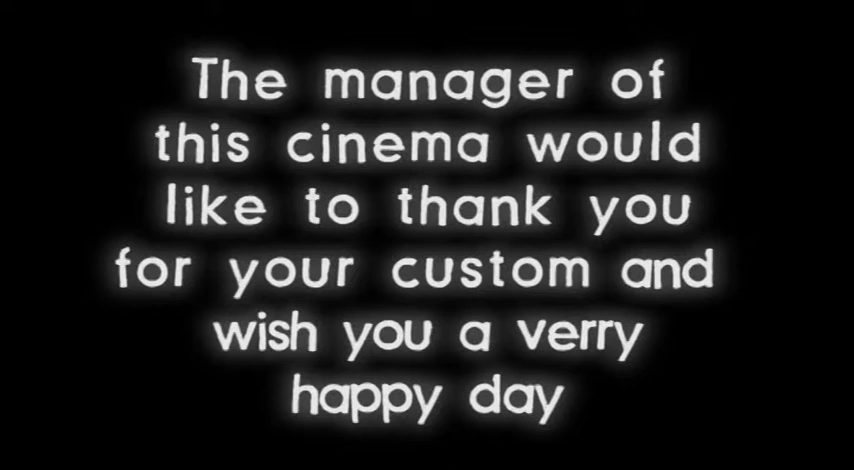 The manager of
this cinema would
like to thank you
for your custom and
wish you a verry
happy day